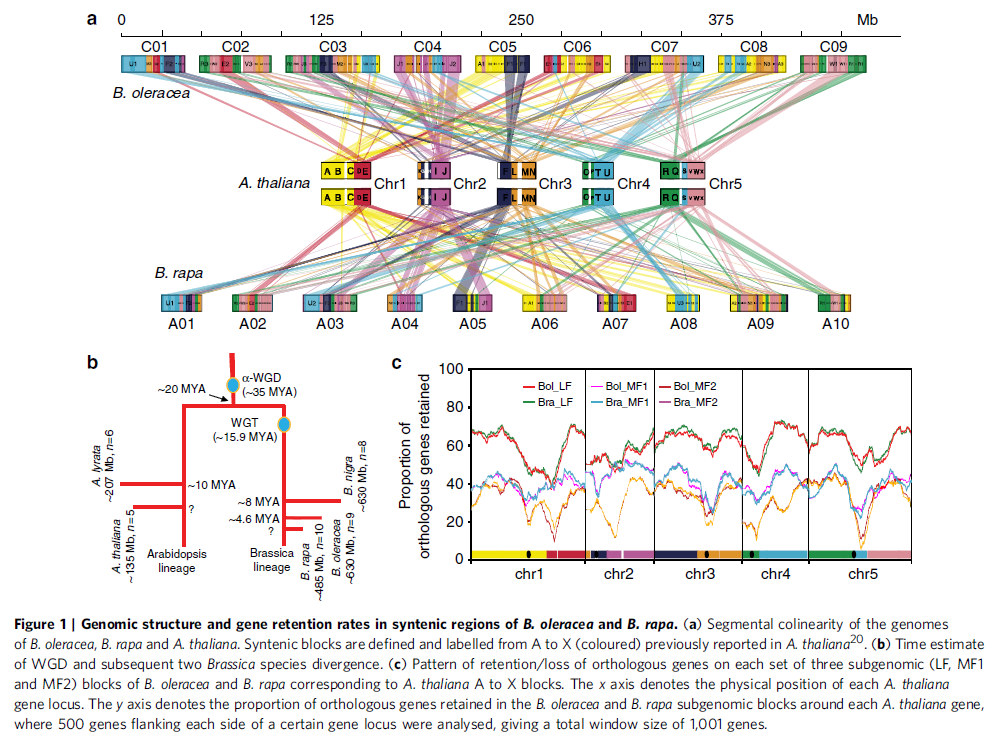 a
0 125 250 375 Mb
C01 C02 C03 C04 C05 C06 C07 C08 C09
B. oleracea
A. thaliana
A B C D E Chr1 I J Chr2 F L M N Chr3 T U Chr4 R Q Chr5
A B C D E I J F L M N T U R Q
B. rapa
U1 U2 J1 A1 E1 U3
A01 A02 A03 A04 A05 A06 A07 A08 A09 A10
b
α-WGD
(~35 MYA)
~20 MYA
WGT
(~15.9 MYA)
A. lyrata
~207 Mb, n=6
~10 MYA
A. thaliana
~135 Mb, n=5
?
Arabidopsis
lineage
B. nigra
~630 Mb, n=8
~8 MYA
~4.6 MYA
?
Brassica
lineage
B. rapa
~485 Mb, n=10
B. oleracea
~630 Mb, n=9
c
Proportion of
orthologous genes retained
100
80
60
40
20
0
Bol_LF Bol_MF1 Bol_MF2
Bra_LF Bra_MF1 Bra_MF2
chr1 chr2 chr3 chr4 chr5
Figure 1 | Genomic structure and gene retention rates in syntenic regions of B. oleracea and B. rapa. (a) Segmental colinearity of the genomes
of B. oleracea, B. rapa and A. thaliana. Syntenic blocks are defined and labelled from A to X (coloured) previously reported in A. thaliana20. (b) Time estimate
of WGD and subsequent two Brassica species divergence. (c) Pattern of retention/loss of orthologous genes on each set of three subgenomic (LF, MF1
and MF2) blocks of B. oleracea and B. rapa corresponding to A. thaliana A to X blocks. The x axis denotes the physical position of each A. thaliana
gene locus. The y axis denotes the proportion of orthologous genes retained in the B. oleracea and B. rapa subgenomic blocks around each A. thaliana gene,
where 500 genes flanking each side of a certain gene locus were analysed, giving a total window size of 1,001 genes.